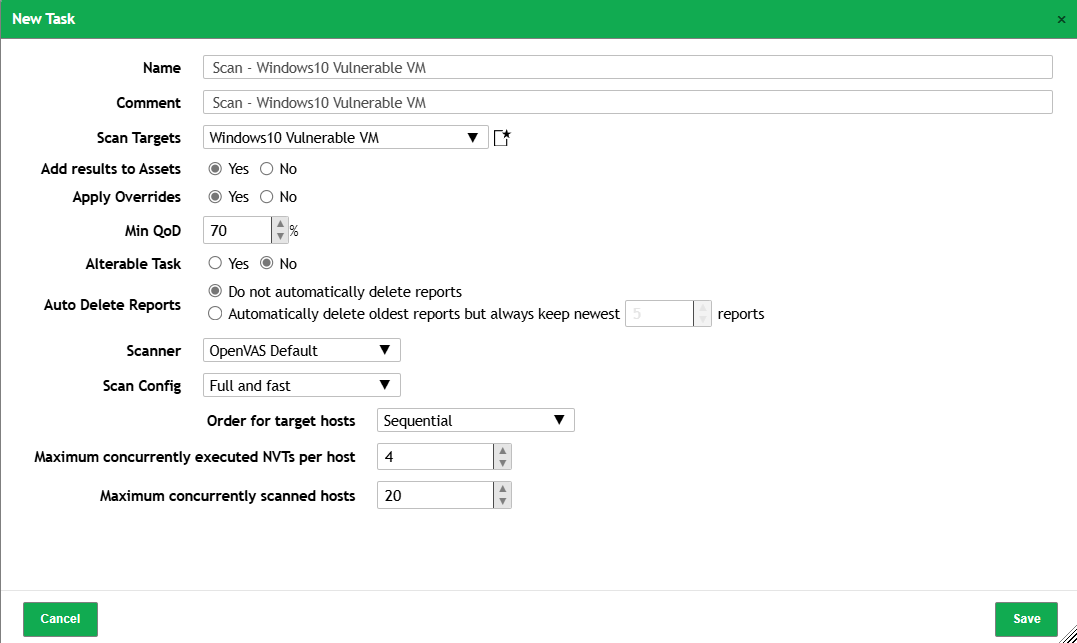 New Task ×
Name Scan - Windows10 Vulnerable VM
Comment Scan - Windows10 Vulnerable VM
Scan Targets Windows10 Vulnerable VM ▼
Add results to Assets Yes No
Apply Overrides Yes No
Min QoD 70 %
Alterable Task Yes No
Auto Delete Reports
Do not automatically delete reports
Automatically delete oldest reports but always keep newest 5 reports
Scanner OpenVAS Default ▼
Scan Config Full and fast ▼
Order for target hosts Sequential ▼
Maximum concurrently executed NVTs per host 4
Maximum concurrently scanned hosts 20
Cancel Save